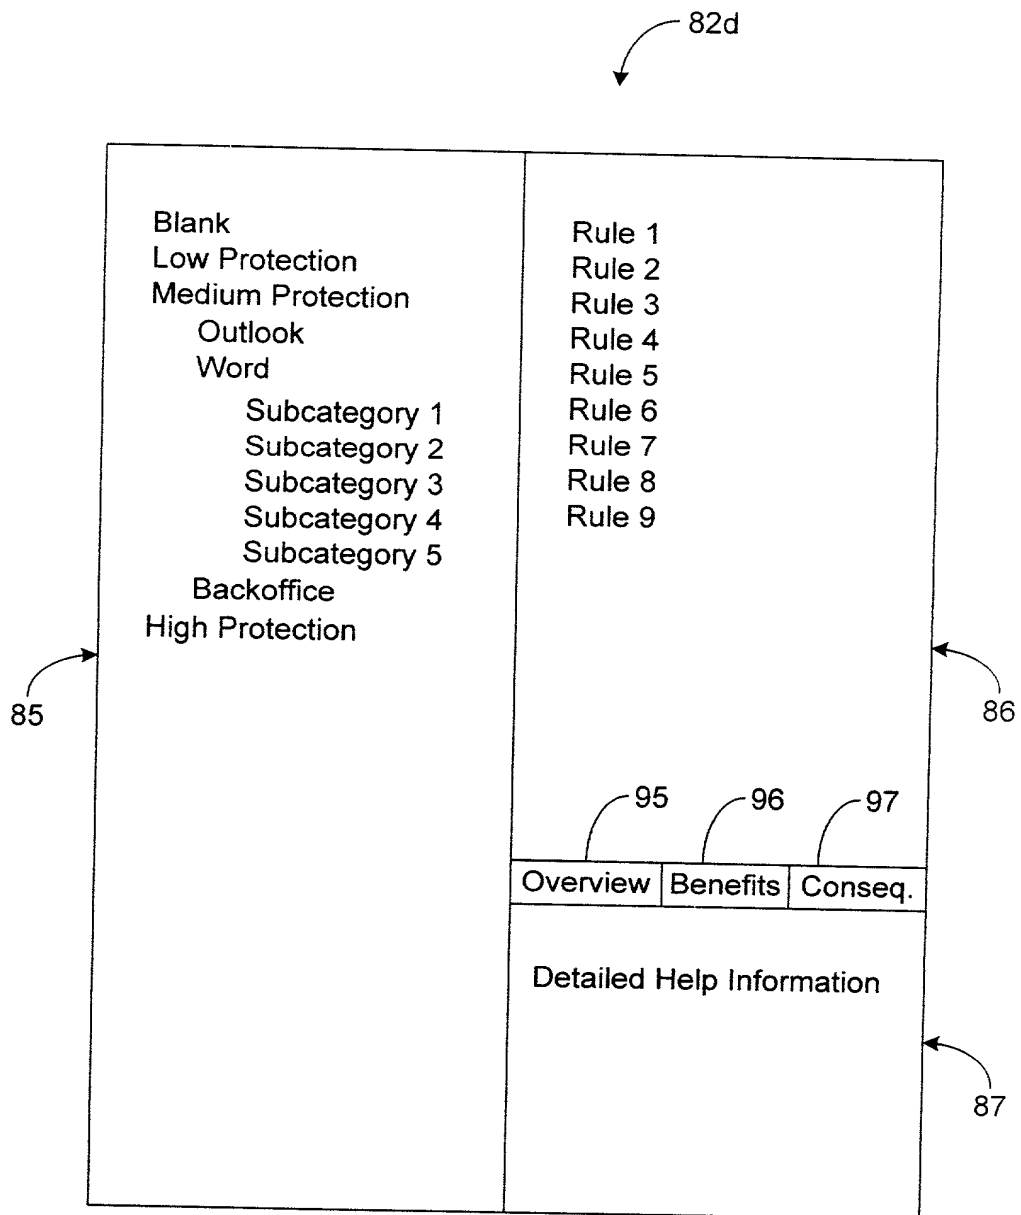 82d
Blank
Low Protection
Medium Protection
Outlook
Word
Subcategory 1
Subcategory 2
Subcategory 3
Subcategory 4
Subcategory 5
Backoffice
High Protection
85
Rule 1
Rule 2
Rule 3
Rule 4
Rule 5
Rule 6
Rule 7
Rule 8
Rule 9
86
95 96 97
Overview Benefits Conseq.
Detailed Help Information
87